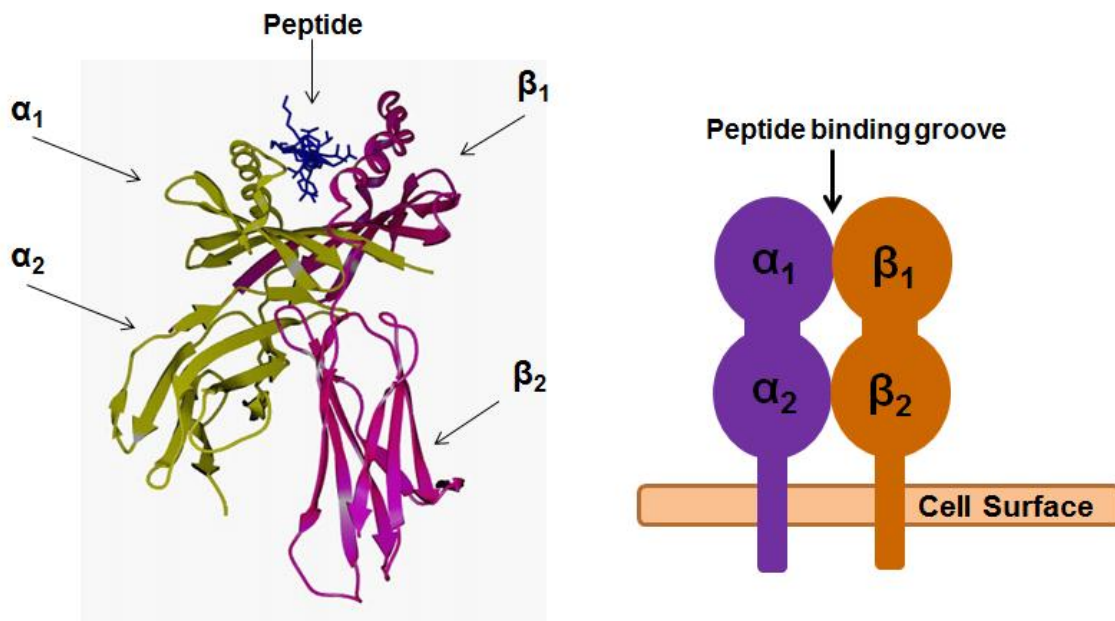 Peptide
α₁
β₁
α₂
β₂
Peptide binding groove
α₁
β₁
α₂
β₂
Cell Surface